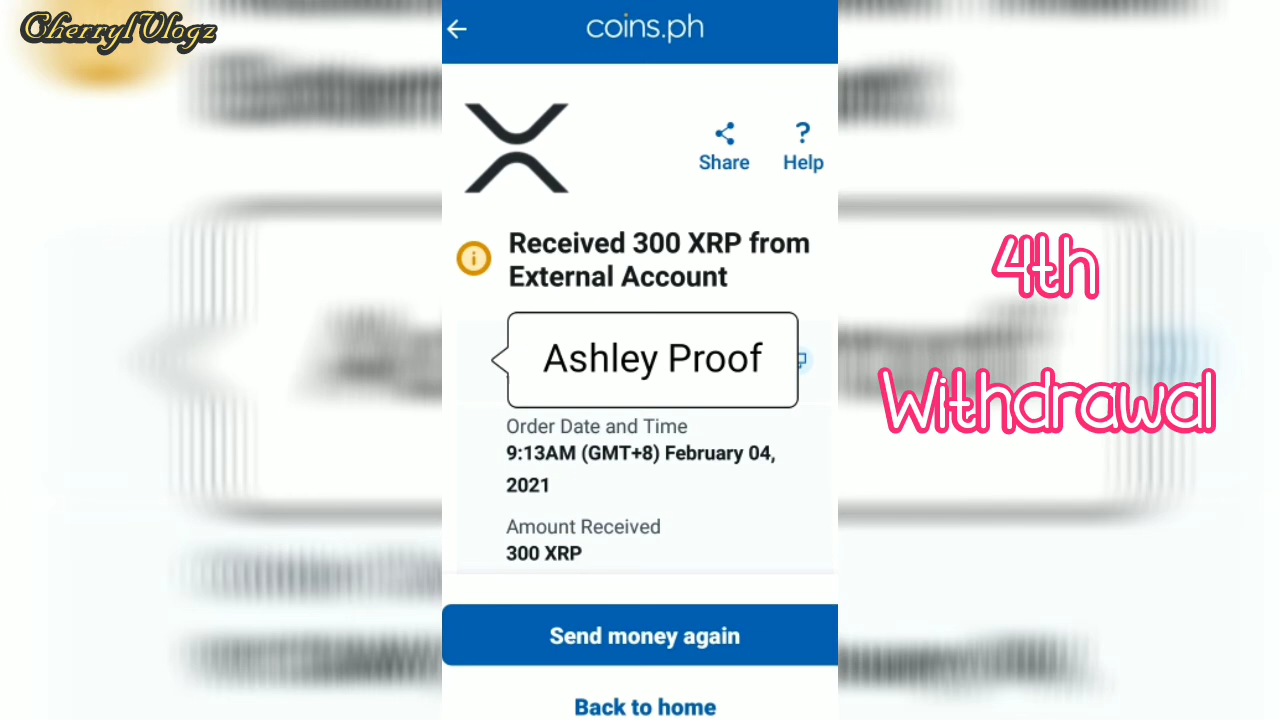 CherrylVlogz
coins.ph
Share
Help
Received 300 XRP from
External Account
Ashley Proof
Order Date and Time
9:13AM (GMT+8) February 04,
2021
Amount Received
300 XRP
Send money again
Back to home
4th
Withdrawal